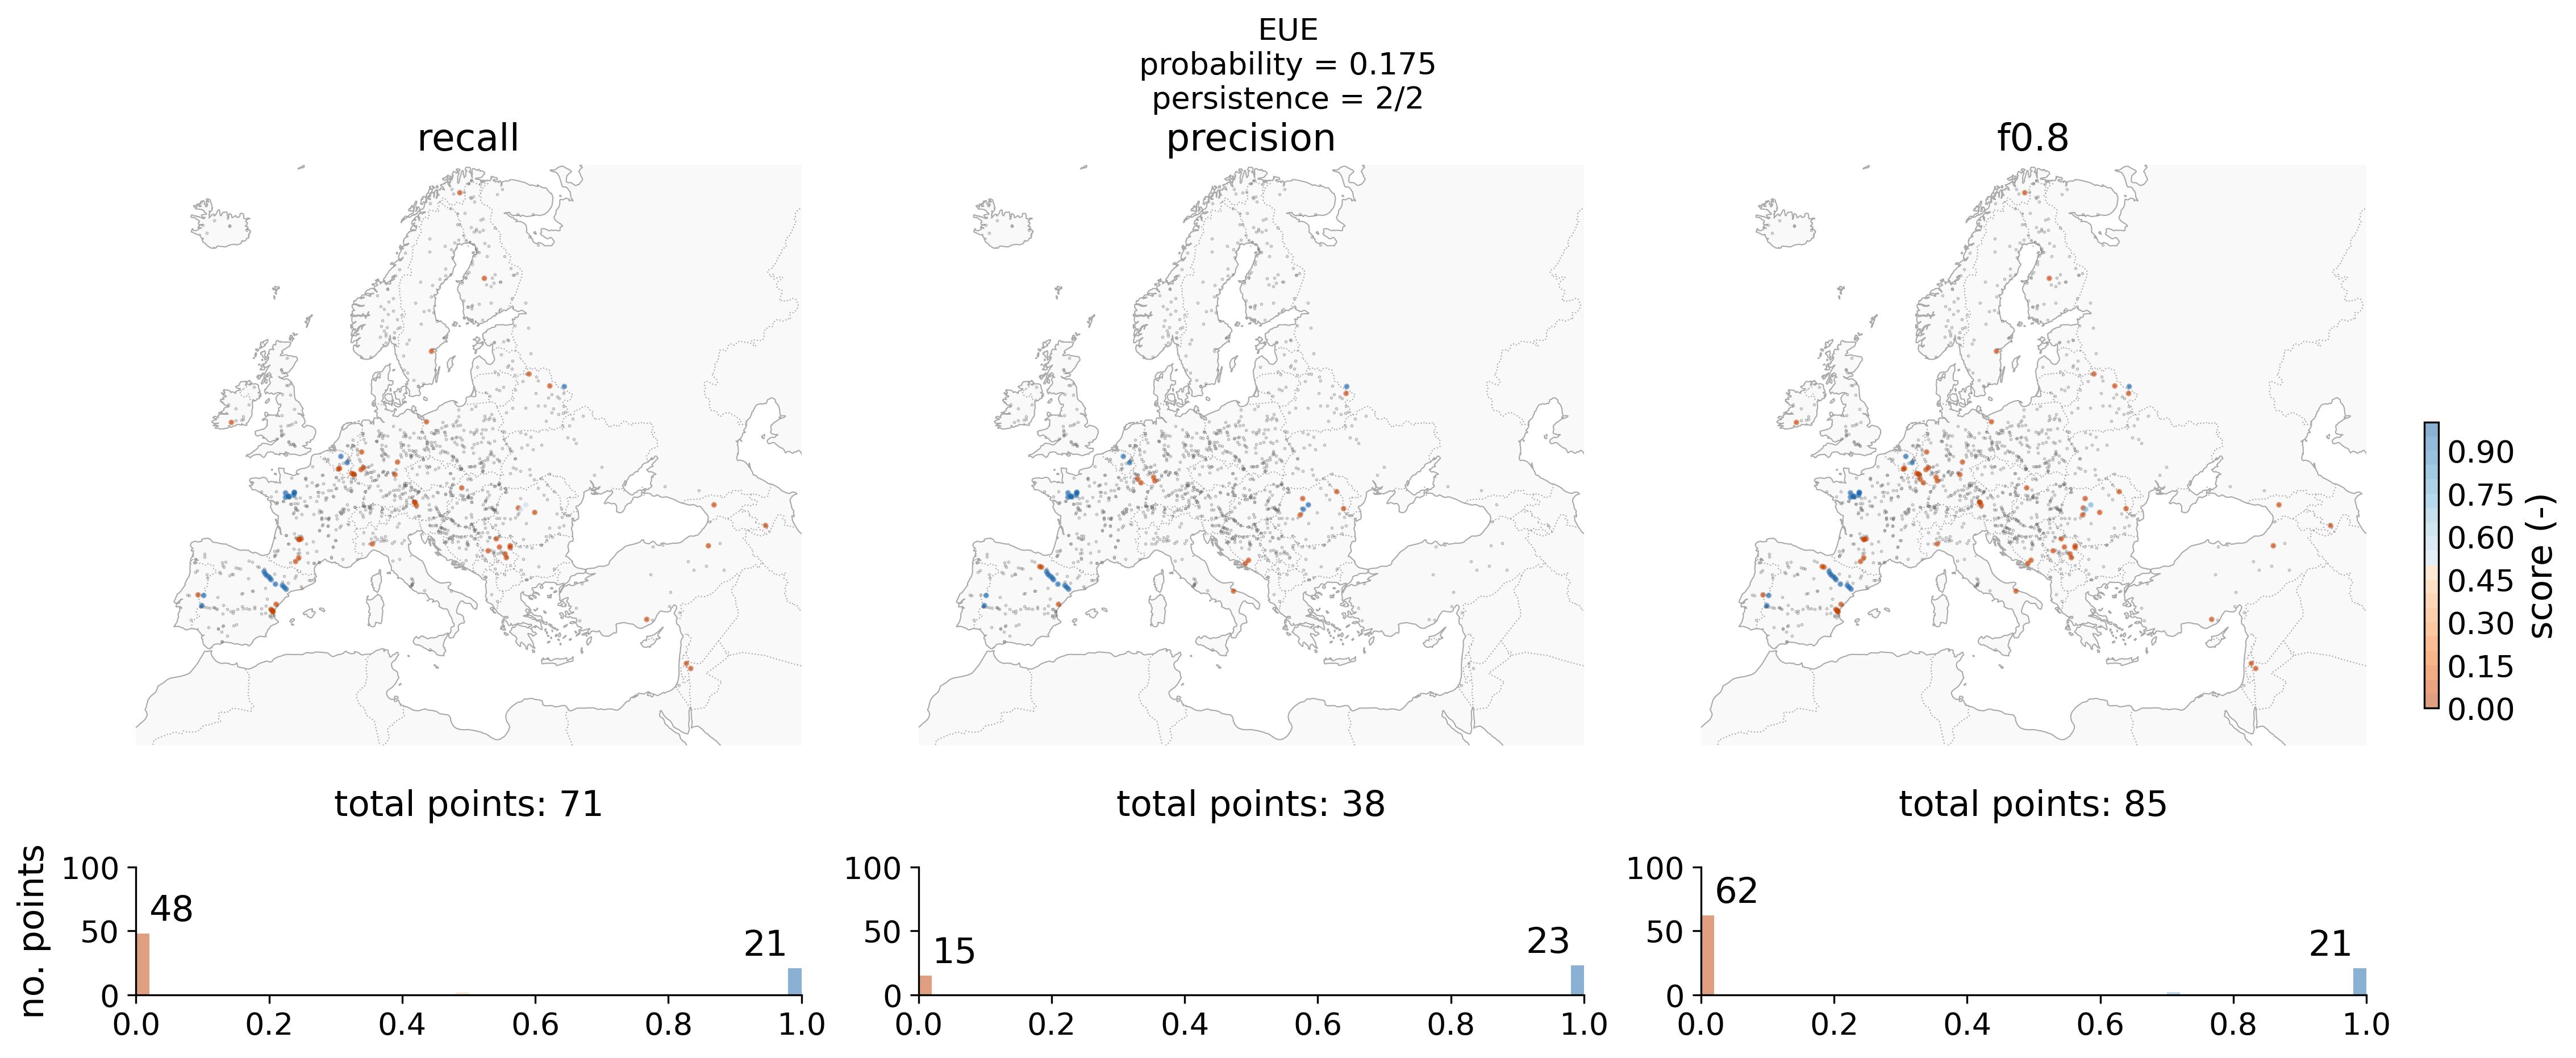 EUE
probability = 0.175
persistence = 2/2
recall
precision
f0.8
0.90
0.75
0.60
0.45
0.30
0.15
0.00
score (-)
total points: 71
total points: 38
total points: 85
no. points
100
50
0
48
21
0.0 0.2 0.4 0.6 0.8 1.0
100
50
0
15
23
0.0 0.2 0.4 0.6 0.8 1.0
100
50
0
62
21
0.0 0.2 0.4 0.6 0.8 1.0